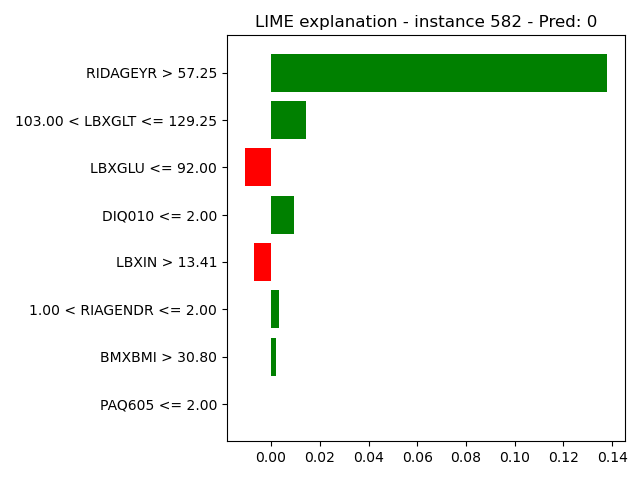 LIME explanation - instance 582 - Pred: 0
RIDAGEYR > 57.25
103.00 < LBXGLT <= 129.25
LBXGLU <= 92.00
DIQ010 <= 2.00
LBXIN > 13.41
1.00 < RIAGENDR <= 2.00
BMXBMI > 30.80
PAQ605 <= 2.00
0.00 0.02 0.04 0.06 0.08 0.10 0.12 0.14